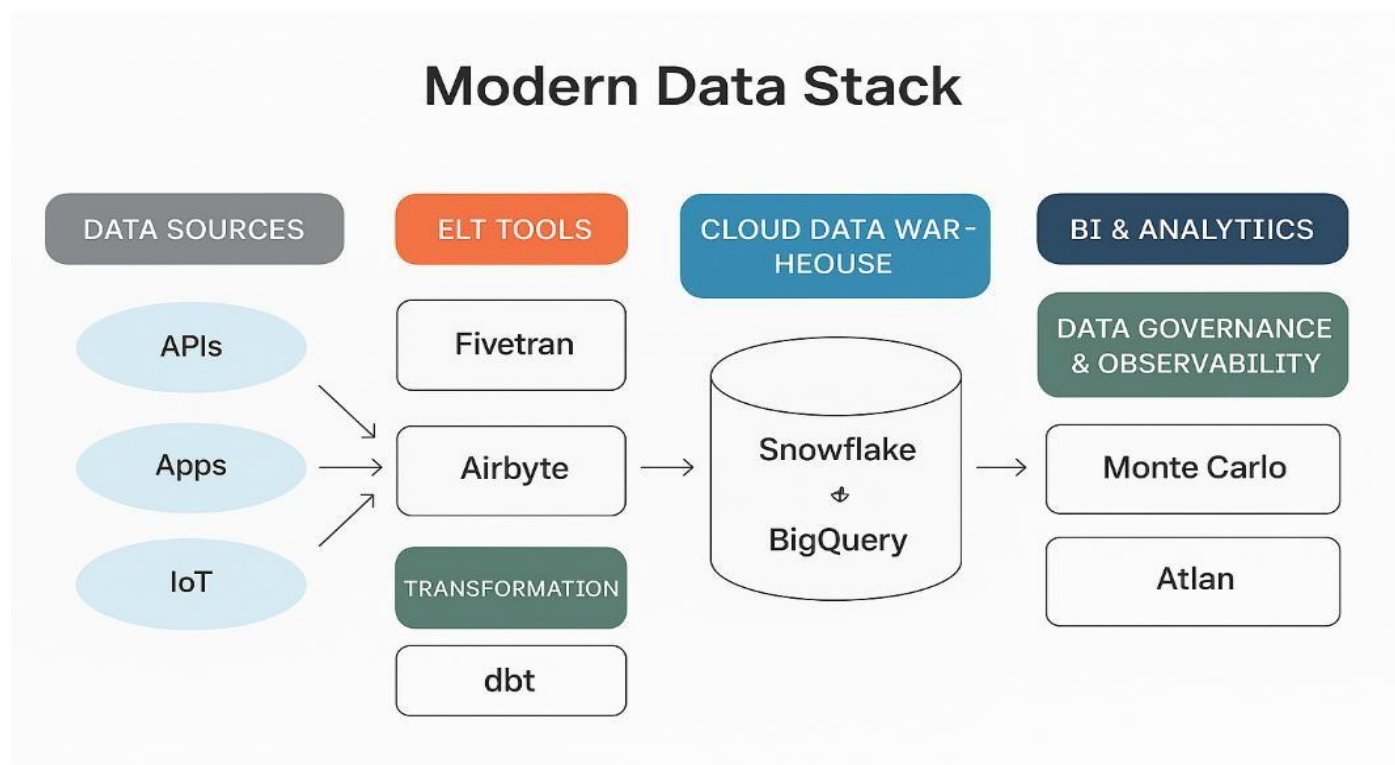 Modern Data Stack
DATA SOURCES
APIs
Apps
IoT
ELT TOOLS
Fivetran
Airbyte
TRANSFORMATION
dbt
CLOUD DATA WAR-
HEOUSE
Snowflake
BigQuery
BI & ANALYTIICS
DATA GOVERNANCE
& OBSERVABILITY
Monte Carlo
Atlan